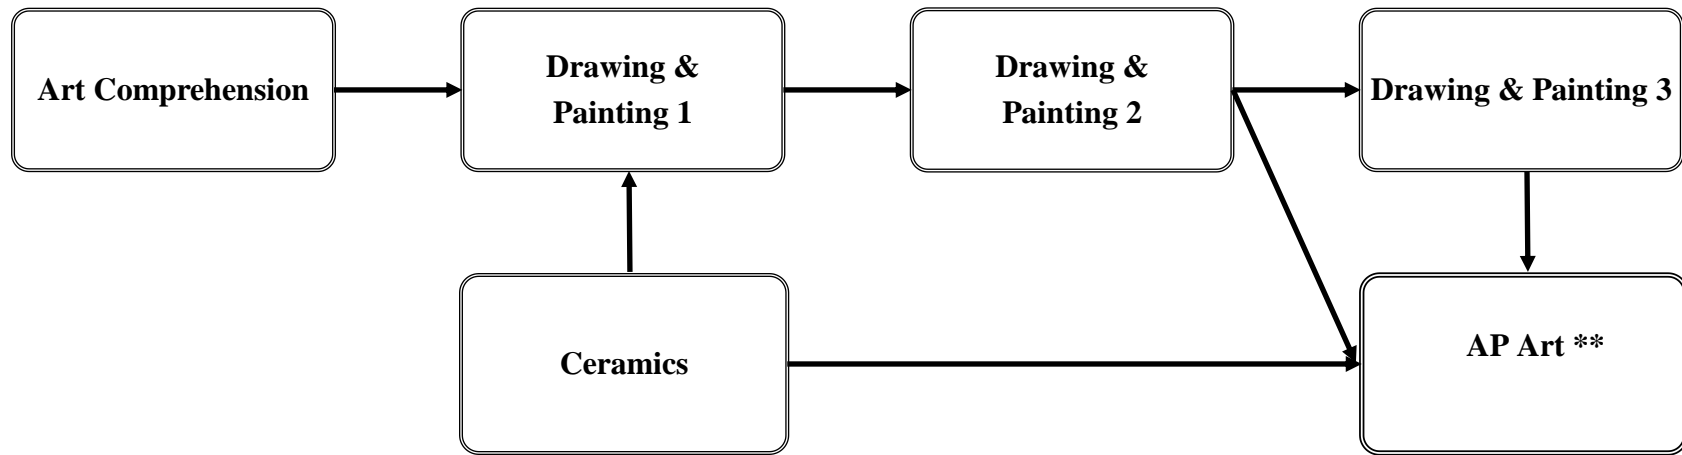 Art Comprehension
Drawing &
Painting 1
Drawing &
Painting 2
Drawing & Painting 3
Ceramics
AP Art **